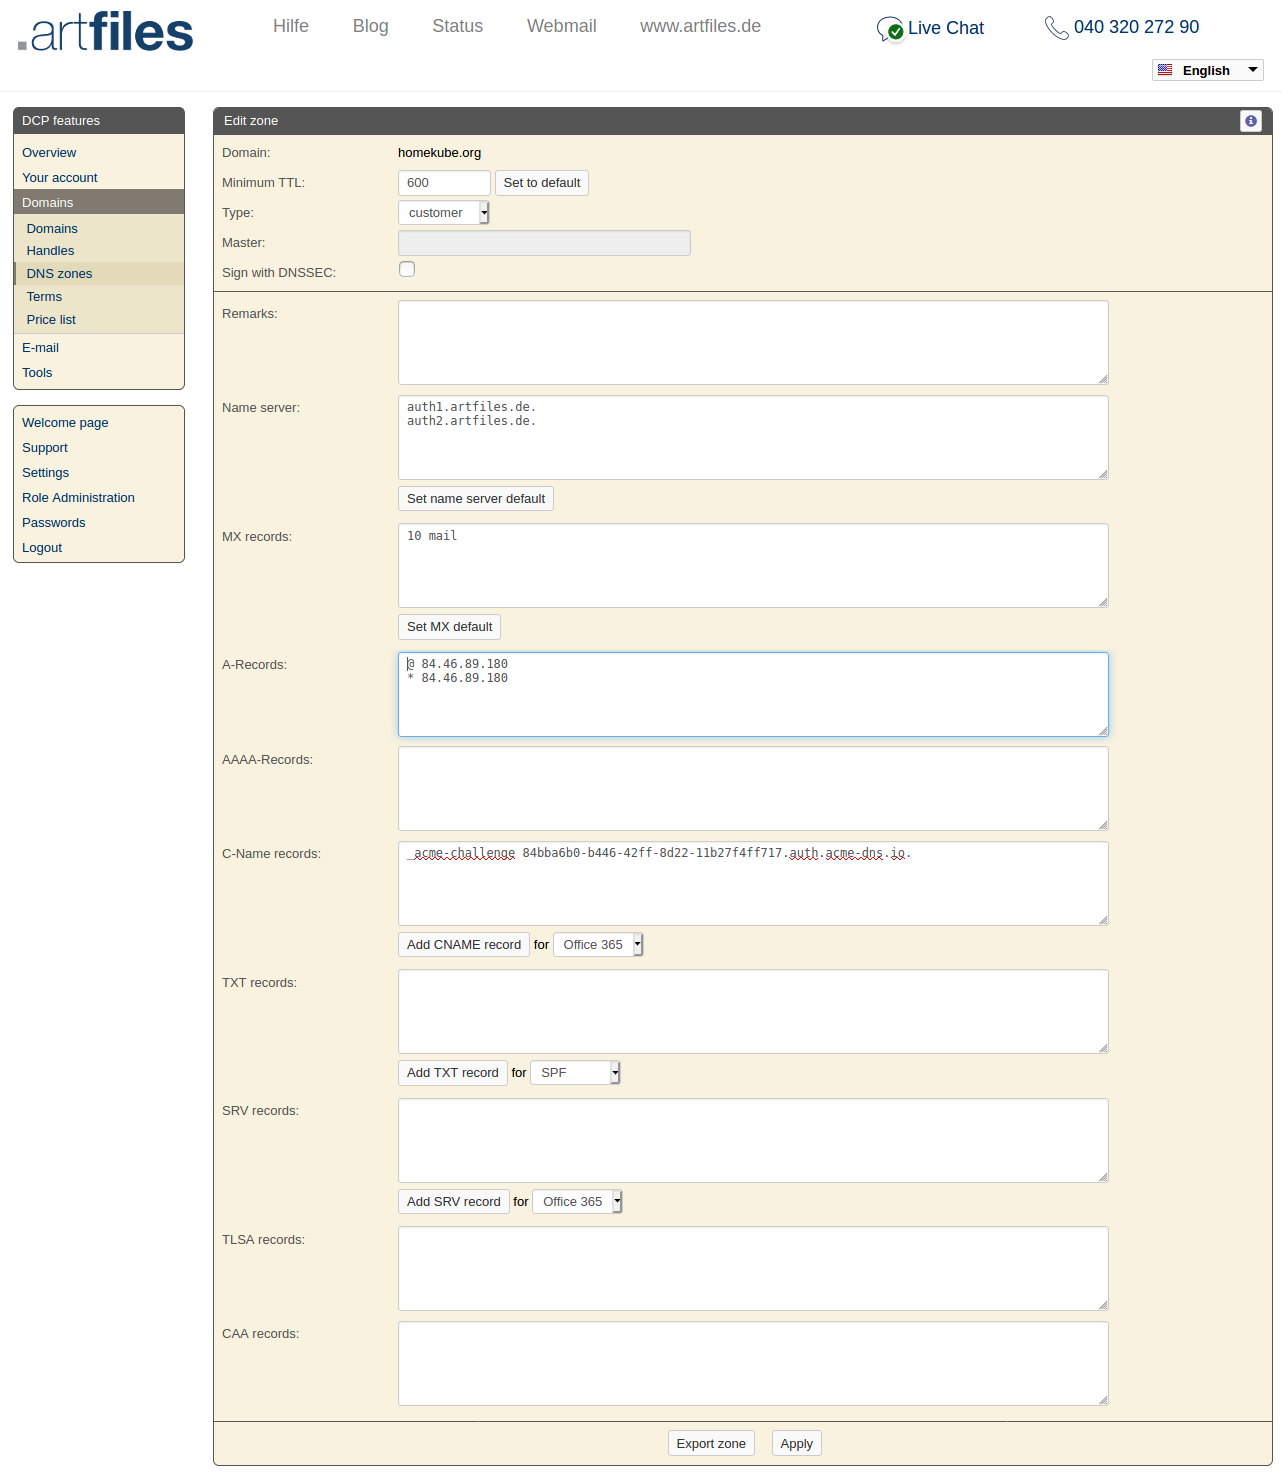 .artfiles
Hilfe Blog Status Webmail www.artfiles.de
Live Chat
040 320 272 90
English
DCP features
Overview
Your account
Domains
Domains
Handles
DNS zones
Terms
Price list
E-mail
Tools
Welcome page
Support
Settings
Role Administration
Passwords
Logout
Edit zone
Domain: homekube.org
Minimum TTL: 600 Set to default
Type: customer
Master:
Sign with DNSSEC:
Remarks:
Name server: auth1.artfiles.de.
auth2.artfiles.de.
Set name server default
MX records: 10 mail
Set MX default
A-Records: @ 84.46.89.180
* 84.46.89.180
AAAA-Records:
C-Name records: _acme-challenge 84bba6b0-b446-42ff-8d22-11b27f4ff717.auth.acme-dns.io.
Add CNAME record for Office 365
TXT records:
Add TXT record for SPF
SRV records:
Add SRV record for Office 365
TLSA records:
CAA records:
Export zone Apply